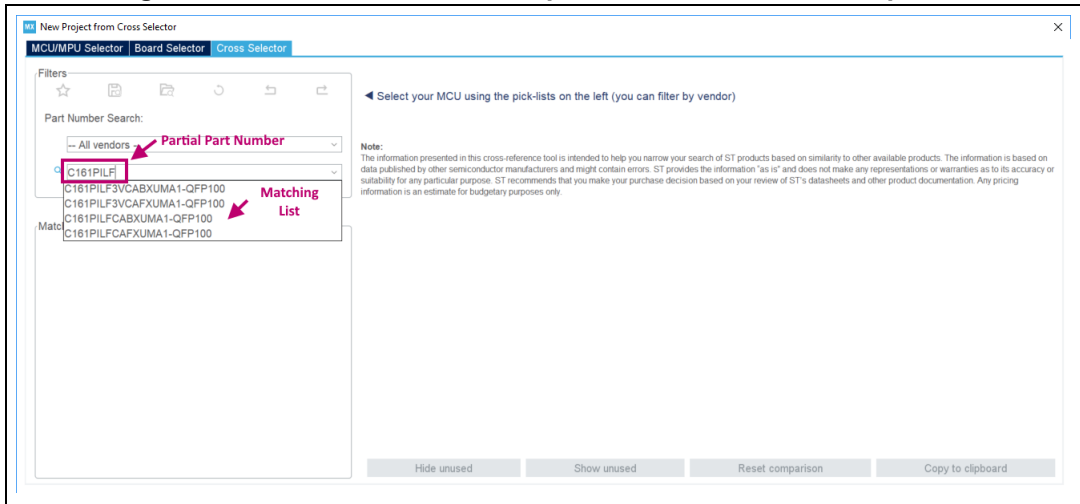 MX New Project from Cross Selector
MCU/MPU Selector Board Selector Cross Selector
Filters
Part Number Search:
-- All vendors --
Partial Part Number
C161PILF
C161PILF3VCABXUMA1-QFP100
C161PILF3VCAFXUMA1-QFP100
C161PILFCABXUMA1-QFP100
C161PILFCAFXUMA1-QFP100
Matching
List
Matc
◄ Select your MCU using the pick-lists on the left (you can filter by vendor)
Note:
The information presented in this cross-reference tool is intended to help you narrow your search of ST products based on similarity to other available products. The information is based on
data published by other semiconductor manufacturers and might contain errors. ST provides the information "as is" and does not make any representations or warranties as to its accuracy or
suitability for any particular purpose. ST recommends that you make your purchase decision based on your review of ST's datasheets and other product documentation. Any pricing
information is an estimate for budgetary purposes only.
Hide unused Show unused Reset comparison Copy to clipboard